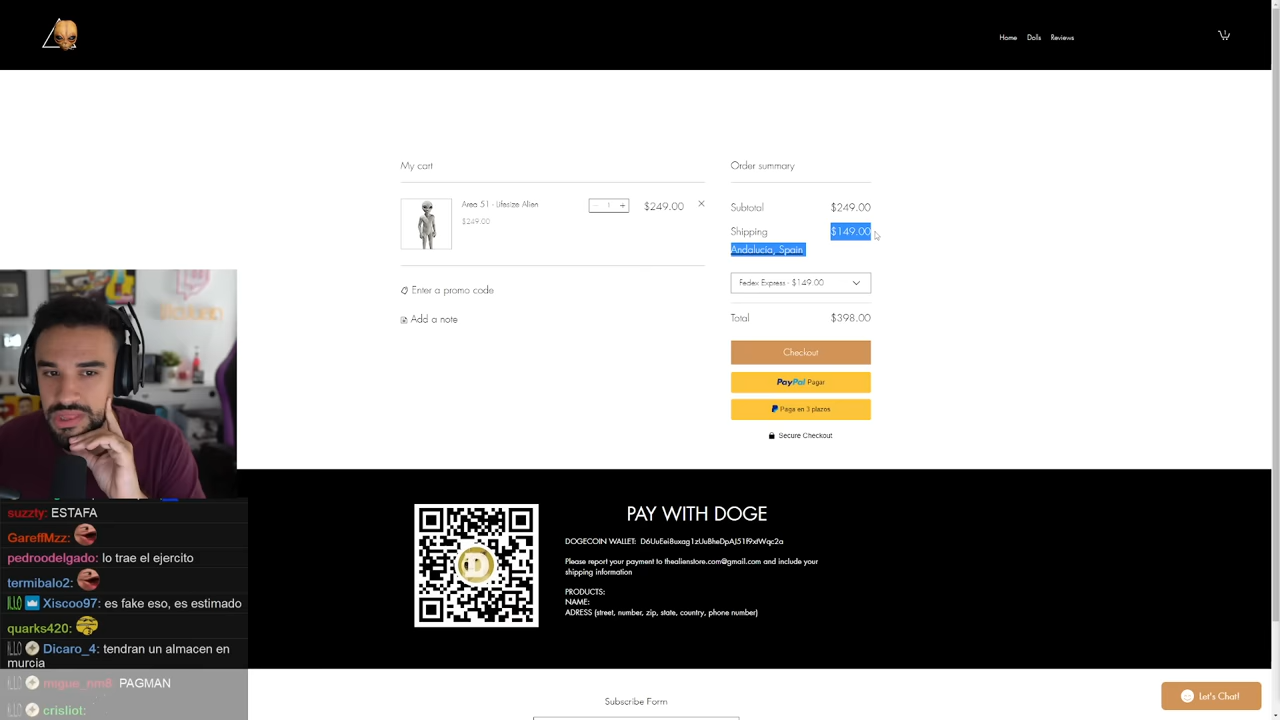 Home Dolls Reviews
1
My cart
Area 51 - Lifesize Alien
$249.00
- 1 +
$249.00
Enter a promo code
Add a note
Order summary
Subtotal $249.00
Shipping $149.00
Andalucia, Spain
Fedex Express - $149.00
Total $398.00
Checkout
PayPal Pagar
Paga en 3 plazos
Secure Checkout
suzzty: ESTAFA
GareffMzz:
pedroodelgado: lo trae el ejercito
termibalo2:
Xiscoo97: es fake eso, es estimado
quarks420:
Dicaro_4: tendran un almacen en
murcia
migue_nm8: PAGMAN
crisliot:
PAY WITH DOGE
Please report your payment to thealienstore.com@gmail.com and include your
shipping information
PRODUCTS:
NAME:
ADRESS (street, number, zip, state, country, phone number)
Subscribe Form
Let's Chat!